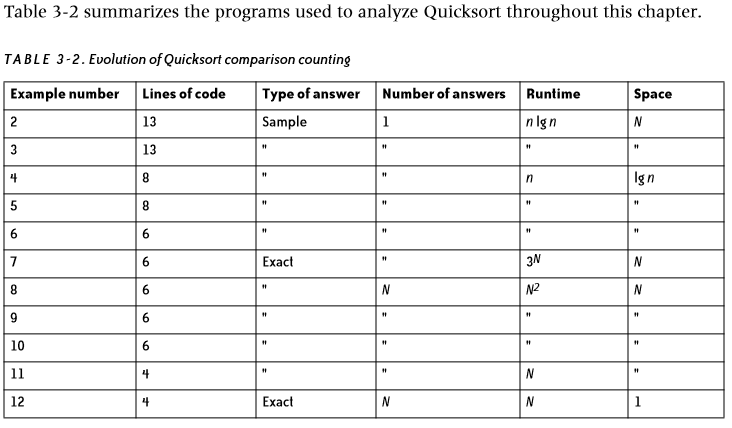 Table 3-2 summarizes the programs used to analyze Quicksort throughout this chapter.
TABLE 3-2. Evolution of Quicksort comparison counting
Example number Lines of code Type of answer Number of answers Runtime Space
2 13 Sample 1 n lg n N
3 13 " " " "
4 8 " " n lg n
5 8 " " " "
6 6 " " " "
7 6 Exact " 3ᴺ N
8 6 " N N² N
9 6 " " " "
10 6 " " " "
11 4 " " N "
12 4 Exact N N 1